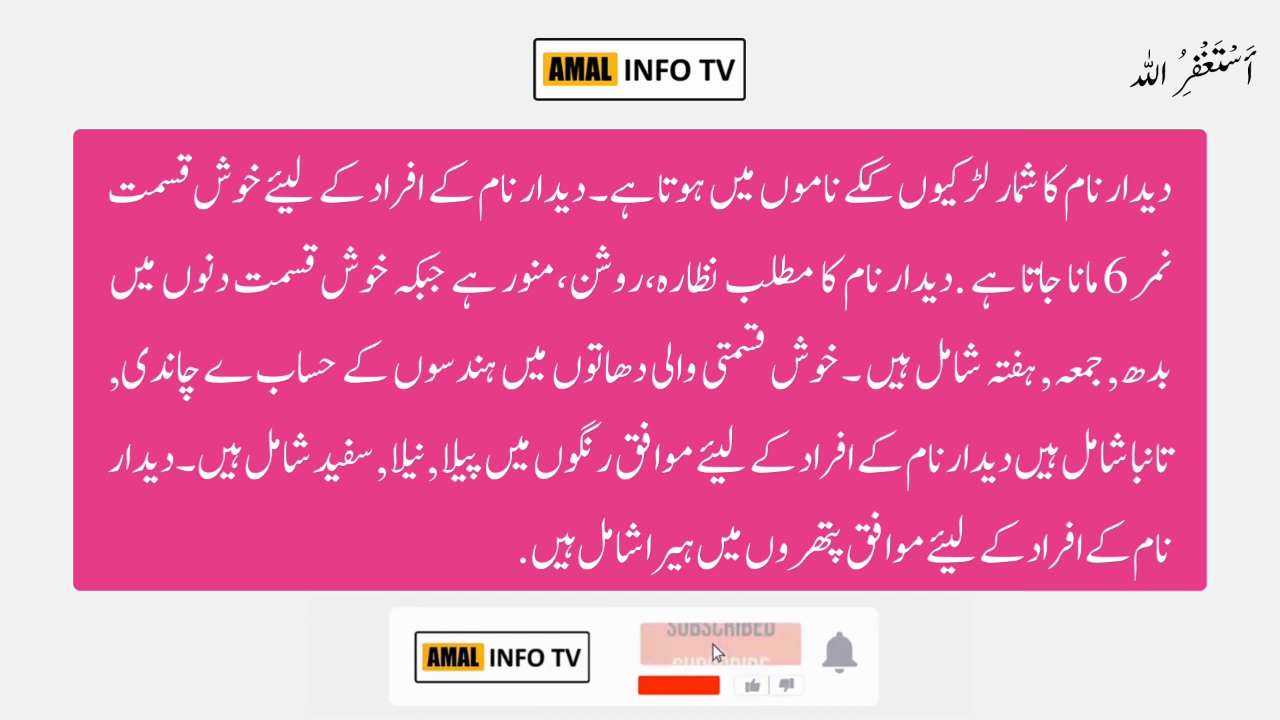 AMAL INFO TV
أَسْتَغْفِرُ اللّٰه
دیدار نام کا شمار لڑکیوں ککے ناموں میں ہوتا ہے۔دیدار نام کے افراد کے لیئے خوش قسمت
نمر 6 مانا جاتا ہے .دیدار نام کا مطلب نظارہ،روشن،منور ہے جبکہ خوش قسمت دنوں میں
بدھ, جمعہ, ہفتہ شامل ہیں۔ خوش قسمتی والی دھاتوں میں ہندسوں کے حساب ے چاندی,
تانبا شامل ہیں دیدار نام کے افراد کے لیئے موافق رنگوں میں پیلا, نیلا, سفید شامل ہیں۔دیدار
نام کے افراد کے لیئے موافق پتھروں میں ہیرا شامل ہیں.
AMAL INFO TV
SUBSCRIBED
SUBSCRIBE